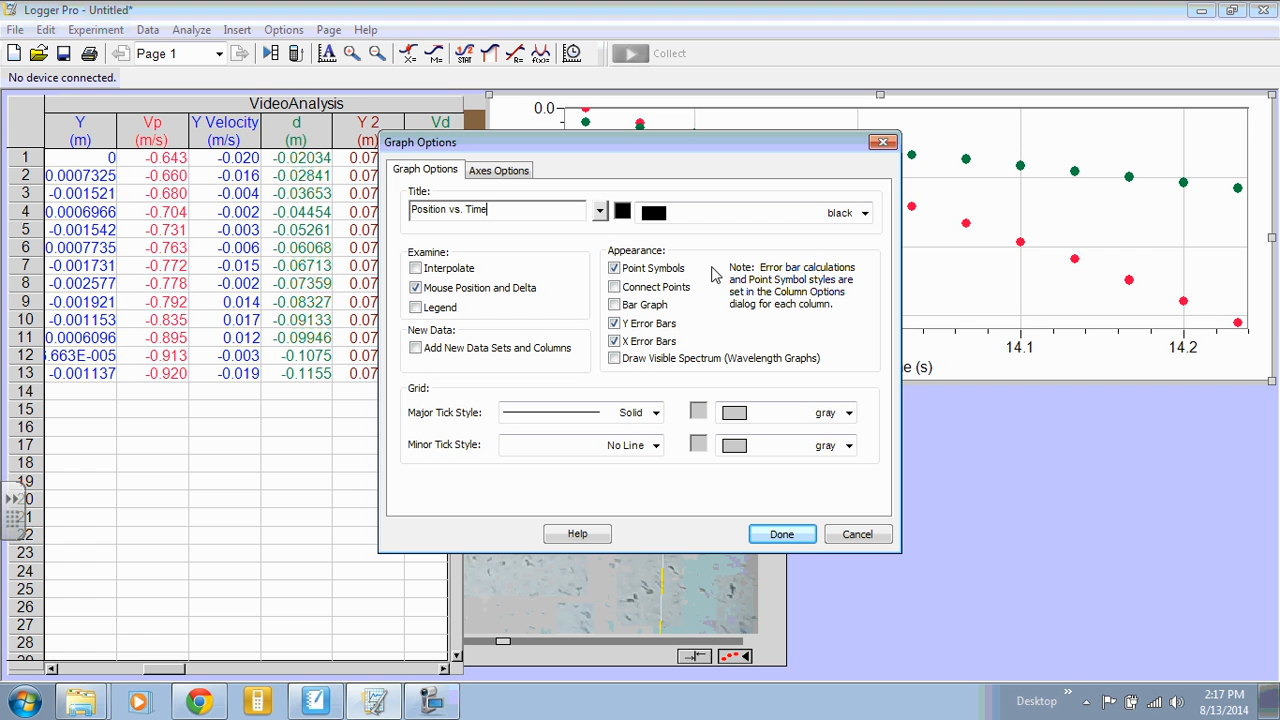 Logger Pro - Untitled*
File Edit Experiment Data Analyze Insert Options Page Help
Page 1 Collect
No device connected.
VideoAnalysis
Y Vp Y Velocity d Y 2 Vd
(m) (m/s) (m/s) (m) (m)
1 0 -0.643 -0.020 -0.02034 0.07
2 0.0007325 -0.660 -0.016 -0.02841 0.07
3 -0.001521 -0.680 -0.004 -0.03653 0.07
4 0.0006966 -0.704 -0.002 -0.04454 0.07
5 -0.001542 -0.731 -0.003 -0.05261 0.07
6 0.0007735 -0.763 -0.006 -0.06068 0.07
7 -0.001115 -0.772 -0.015 -0.06713 0.07
8 -0.002577 -0.778 -0.002 -0.07359 0.07
9 -0.001921 -0.792 0.014 -0.08327 0.07
10 -0.001153 -0.835 0.017 -0.09133 0.07
11 0.0006096 -0.895 0.012 -0.09946 0.07
12 .663E-005 -0.913 -0.003 -0.1075 0.07
13 -0.001137 -0.920 -0.019 -0.1155 0.07
14
15
16
17
18
19
20
21
22
23
24
25
26
27
28
0.0
14.1 14.2
e (s)
Graph Options
Graph Options Axes Options
Title:
Position vs. Time black
Examine:
Interpolate
Mouse Position and Delta
Legend
New Data:
Add New Data Sets and Columns
Appearance:
Point Symbols
Connect Points
Bar Graph
Y Error Bars
X Error Bars
Draw Visible Spectrum (Wavelength Graphs)
Note: Error bar calculations
and Point Symbol styles are
set in the Column Options
dialog for each column.
Grid:
Major Tick Style: Solid gray
Minor Tick Style: No Line gray
Help Done Cancel
Desktop
2:17 PM
8/13/2014